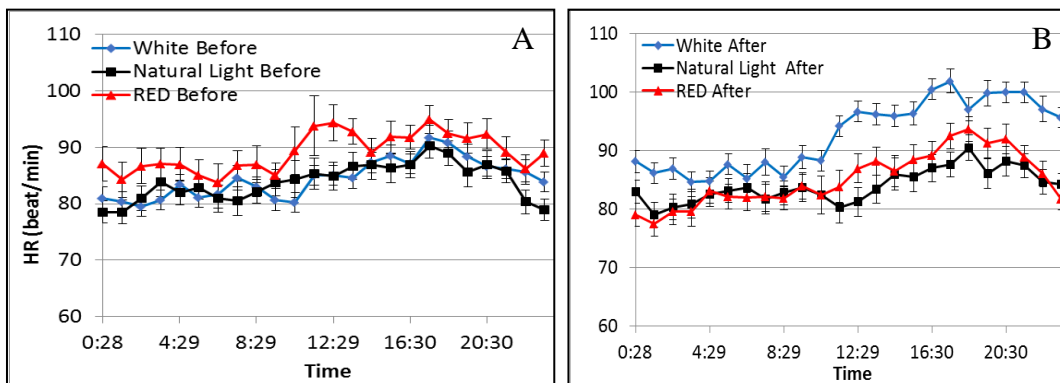 A
110
White Before
Natural Light Before
RED Before
100
90
80
70
60
HR (beat/min)
0:28 4:29 8:29 12:29 16:30 20:30
Time
B
110
White After
Natural Light After
RED After
100
90
80
70
60
0:28 4:29 8:29 12:29 16:30 20:30
Time